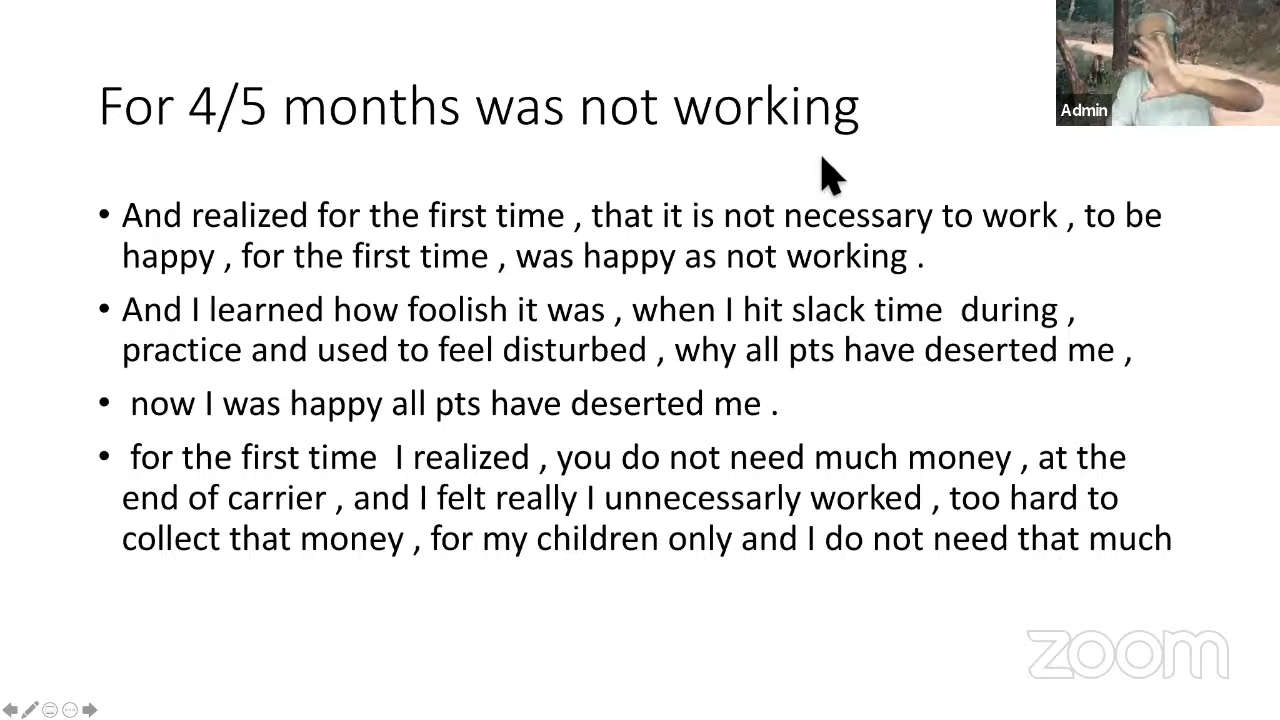 For 4/5 months was not working
Admin
• And realized for the first time , that it is not necessary to work , to be
happy , for the first time , was happy as not working .
• And I learned how foolish it was , when I hit slack time  during ,
practice and used to feel disturbed , why all pts have deserted me ,
•  now I was happy all pts have deserted me .
•  for the first time  I realized , you do not need much money , at the
end of carrier , and I felt really I unnecessarly worked , too hard to
collect that money , for my children only and I do not need that much
zoom